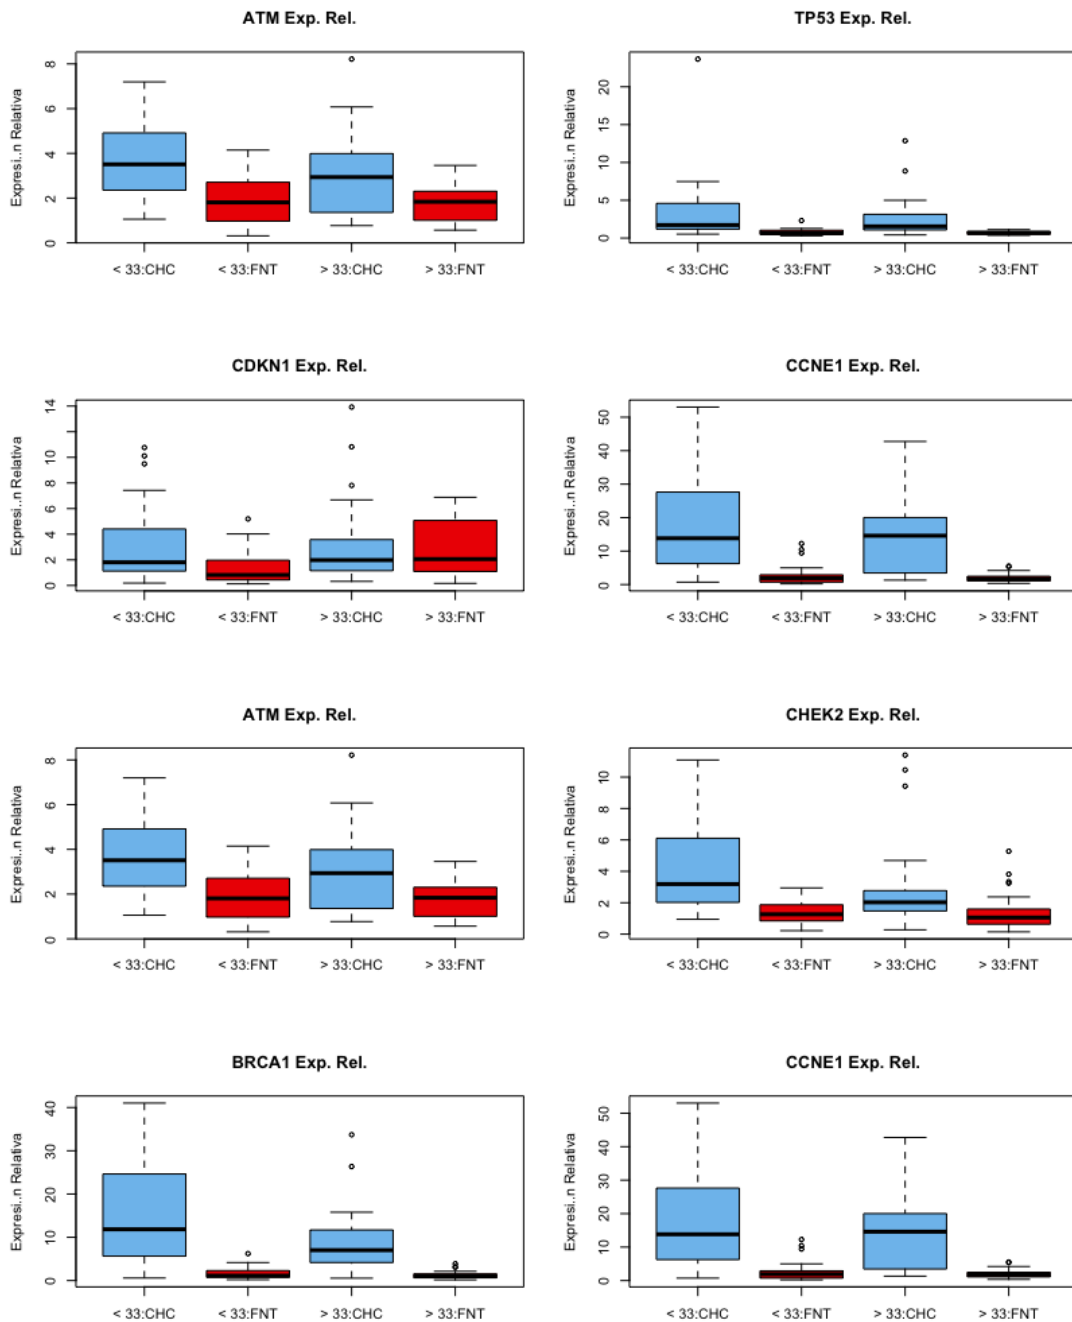 ATM Exp. Rel.
Expresi..n Relativa
8
6
4
2
0
< 33:CHC < 33:FNT > 33:CHC > 33:FNT
TP53 Exp. Rel.
Expresi..n Relativa
20
15
10
5
0
< 33:CHC < 33:FNT > 33:CHC > 33:FNT
CDKN1 Exp. Rel.
Expresi..n Relativa
14
10
8
6
4
2
0
< 33:CHC < 33:FNT > 33:CHC > 33:FNT
CCNE1 Exp. Rel.
Expresi..n Relativa
50
40
30
20
10
0
< 33:CHC < 33:FNT > 33:CHC > 33:FNT
ATM Exp. Rel.
Expresi..n Relativa
8
6
4
2
0
< 33:CHC < 33:FNT > 33:CHC > 33:FNT
CHEK2 Exp. Rel.
Expresi..n Relativa
10
8
6
4
2
0
< 33:CHC < 33:FNT > 33:CHC > 33:FNT
BRCA1 Exp. Rel.
Expresi..n Relativa
40
30
20
10
0
< 33:CHC < 33:FNT > 33:CHC > 33:FNT
CCNE1 Exp. Rel.
Expresi..n Relativa
50
40
30
20
10
0
< 33:CHC < 33:FNT > 33:CHC > 33:FNT